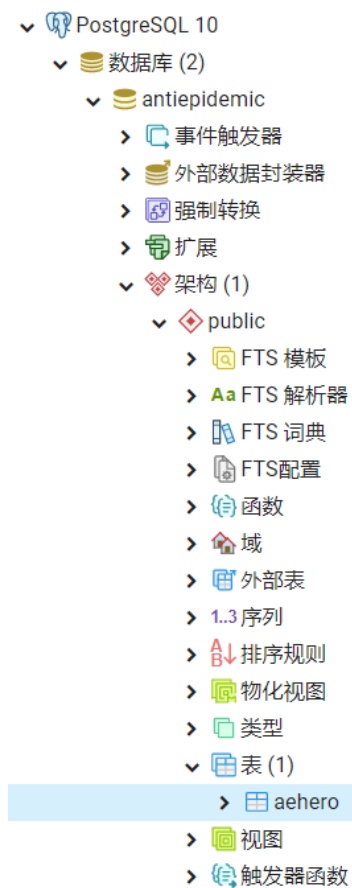 PostgreSQL 10
数据库 (2)
antiepidemic
事件触发器
外部数据封装器
强制转换
扩展
架构 (1)
public
FTS 模板
Aa FTS 解析器
FTS 词典
FTS配置
函数
域
外部表
1..3 序列
排序规则
物化视图
类型
表 (1)
aehero
视图
触发器函数